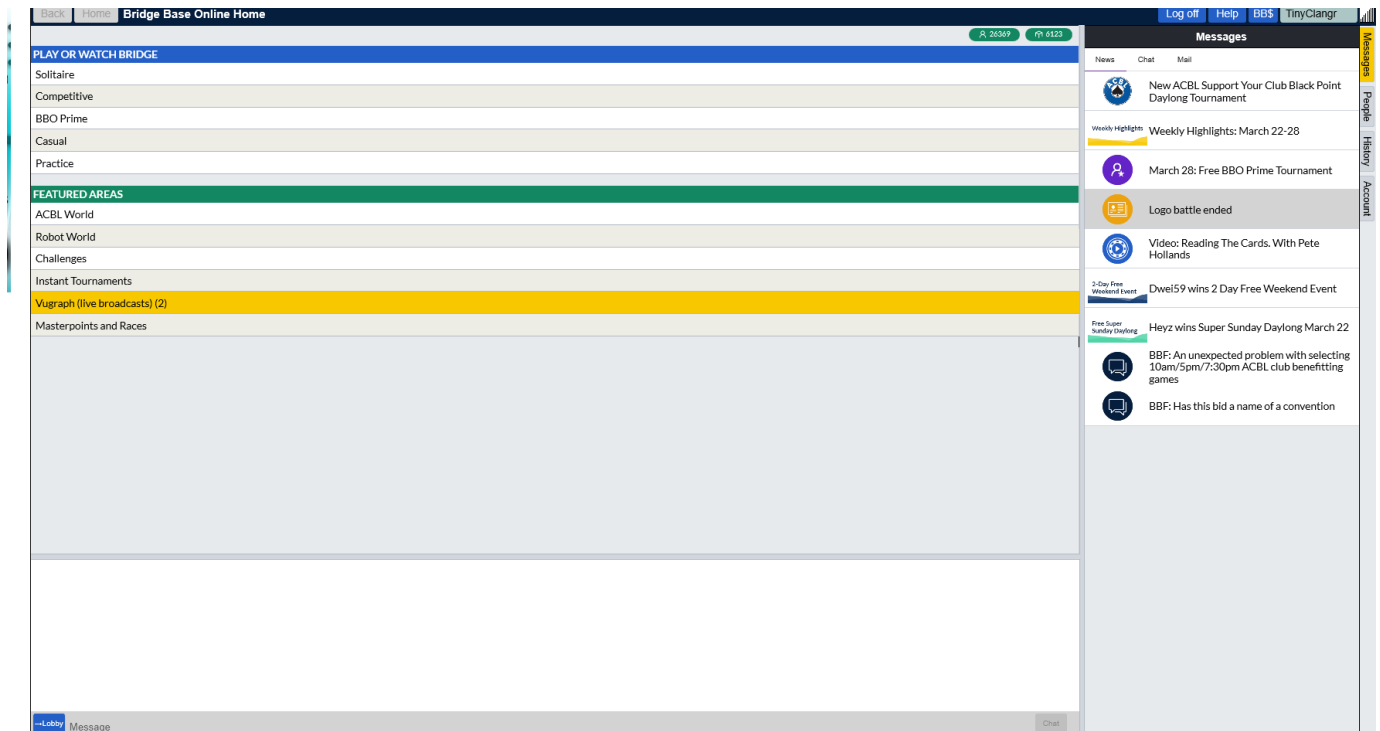 Back Home Bridge Base Online Home Log off Help BB$ TinyClangr
26369 6123
PLAY OR WATCH BRIDGE
Solitaire
Competitive
BBO Prime
Casual
Practice
FEATURED AREAS
ACBL World
Robot World
Challenges
Instant Tournaments
Vugraph (live broadcasts) (2)
Masterpoints and Races
→Lobby Message Chat
Messages
News Chat Mail
ACBL
New ACBL Support Your Club Black Point
Daylong Tournament
Weekly Highlights
Weekly Highlights: March 22-28
March 28: Free BBO Prime Tournament
Logo battle ended
Video: Reading The Cards. With Pete
Hollands
2-Day Free
Weekend Event
Dwei59 wins 2 Day Free Weekend Event
Free Super
Sunday Daylong
Heyz wins Super Sunday Daylong March 22
BBF: An unexpected problem with selecting
10am/5pm/7:30pm ACBL club benefitting
games
BBF: Has this bid a name of a convention
Messages
People
History
Account